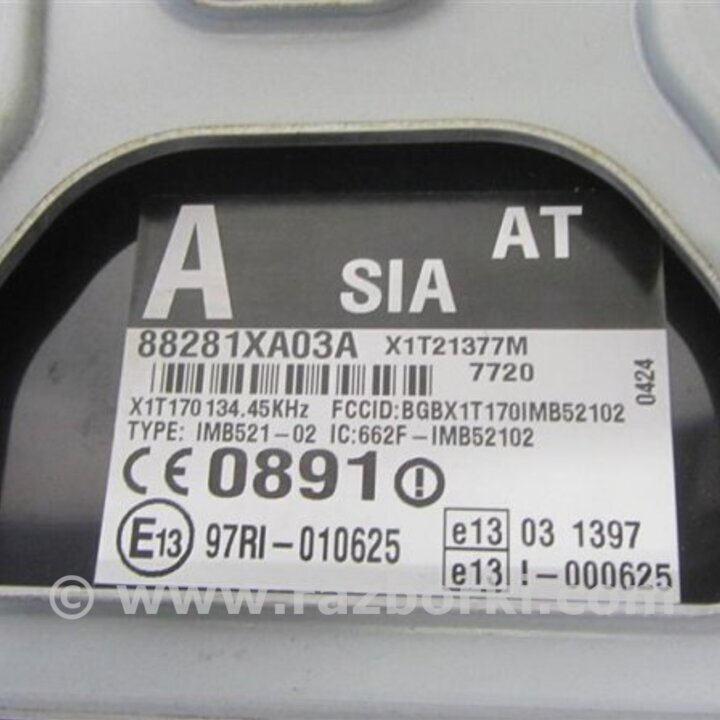 A AT
SIA
88281XA03A X1T21377M
7720
0424
X1T170 134.45KHz FCCID:BGBX1T170IMB52102
TYPE: IMB521-02 IC:662F-IMB52102
CE 0891
E13 97RI-010625 e13 03 1397
e13 I-000625
© www.razborki.com